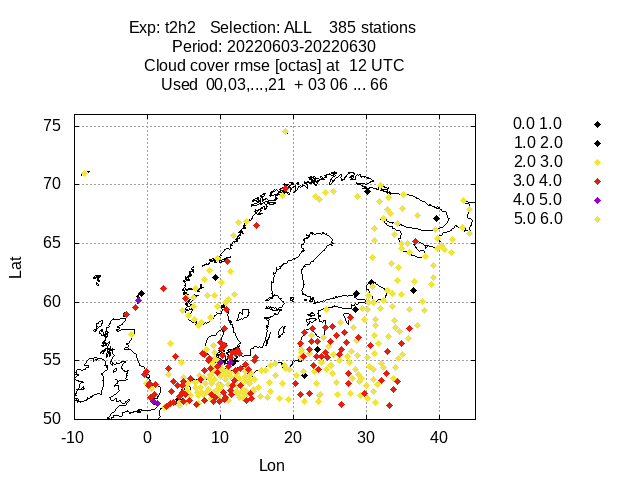 Exp: t2h2   Selection: ALL    385 stations
Period: 20220603-20220630
Cloud cover rmse [octas] at  12 UTC
Used  00,03,...,21  + 03 06 ... 66
75
70
65
60
55
50
Lat
-10 0 10 20 30 40
Lon
0.0 1.0
1.0 2.0
2.0 3.0
3.0 4.0
4.0 5.0
5.0 6.0